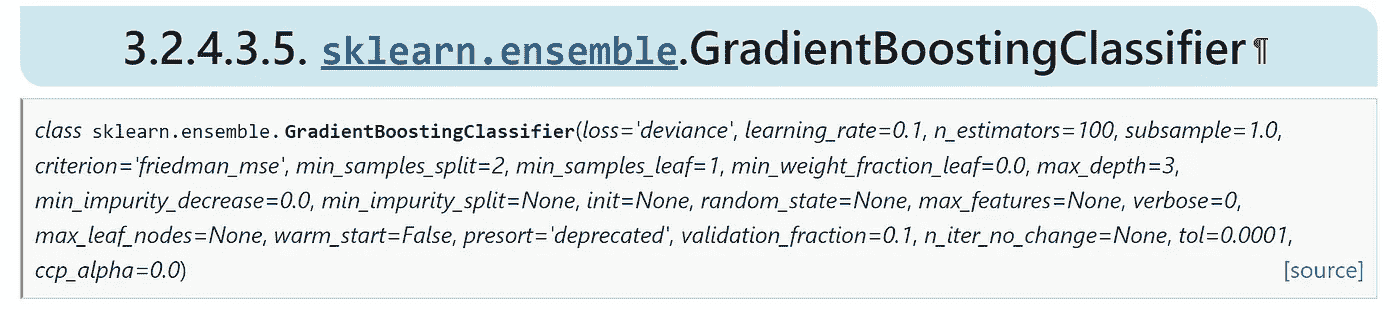 3.2.4.3.5. sklearn.ensemble.GradientBoostingClassifier¶
class sklearn.ensemble.GradientBoostingClassifier(loss='deviance', learning_rate=0.1, n_estimators=100, subsample=1.0,
criterion='friedman_mse', min_samples_split=2, min_samples_leaf=1, min_weight_fraction_leaf=0.0, max_depth=3,
min_impurity_decrease=0.0, min_impurity_split=None, init=None, random_state=None, max_features=None, verbose=0,
max_leaf_nodes=None, warm_start=False, presort='deprecated', validation_fraction=0.1, n_iter_no_change=None, tol=0.0001,
ccp_alpha=0.0) [source]